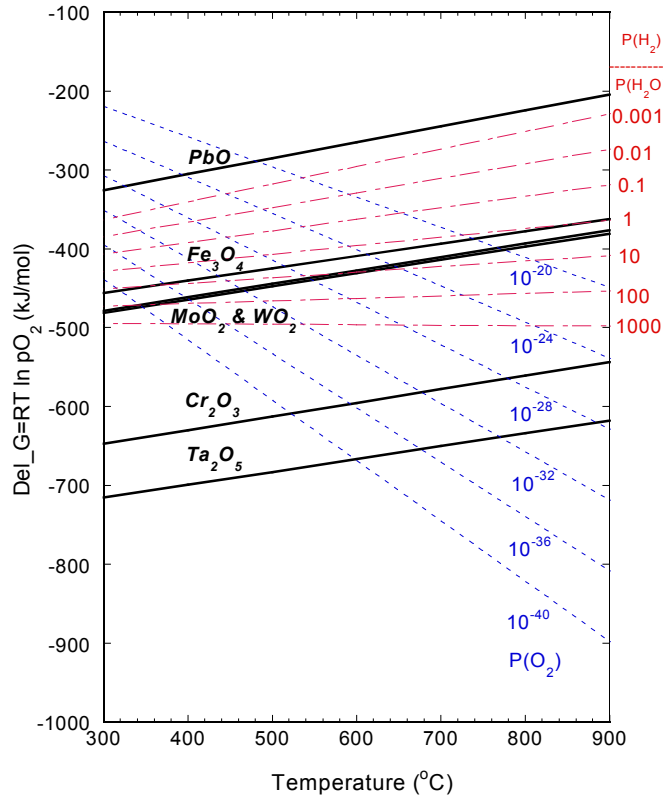 -100
-200
-300
-400
-500
-600
-700
-800
-900
-1000
Del_G=RT ln pO₂ (kJ/mol)
300 400 500 600 700 800 900
Temperature (°C)
PbO
Fe₃O₄
MoO₂ & WO₂
Cr₂O₃
Ta₂O₅
10⁻²⁰
10⁻²⁴
10⁻²⁸
10⁻³²
10⁻³⁶
10⁻⁴⁰
P(O₂)
P(H₂)
P(H₂O
0.001
0.01
0.1
1
10
100
1000